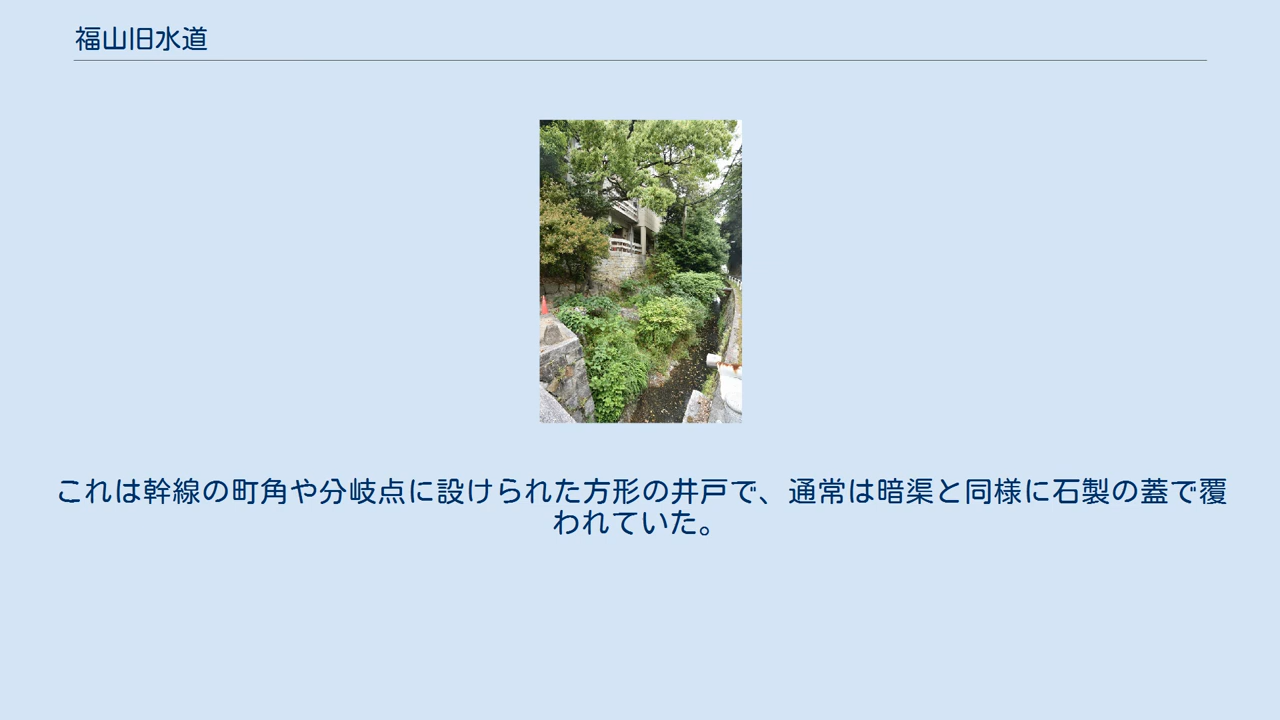 福山旧水道
これは幹線の町角や分岐点に設けられた方形の井戸で、通常は暗渠と同様に石製の蓋で覆
われていた。